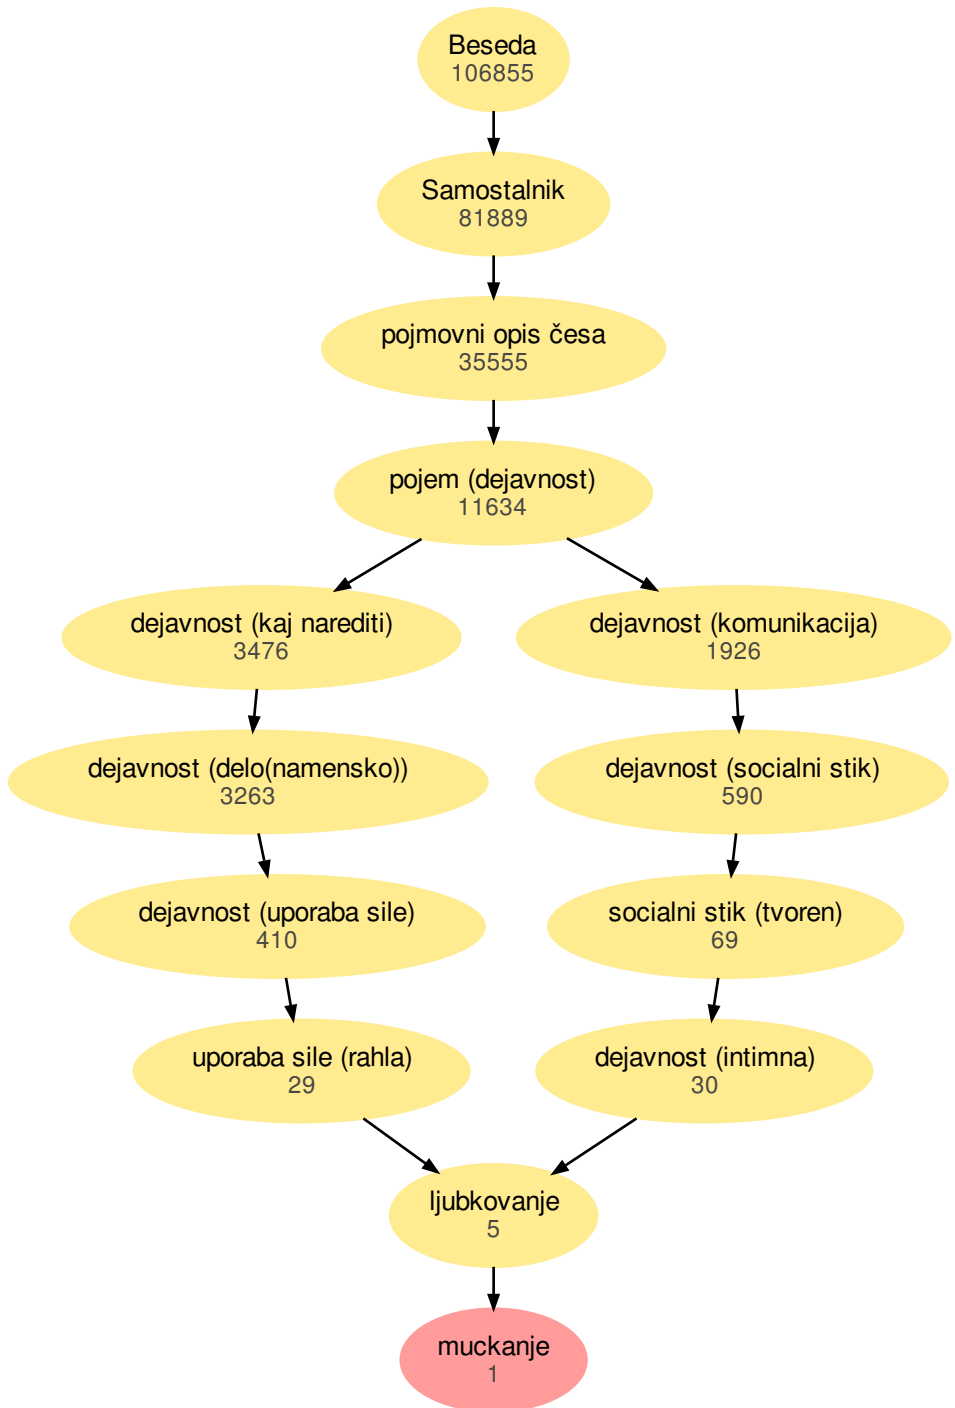 Beseda
106855
Samostalnik
81889
pojmovni opis česa
35555
pojem (dejavnost)
11634
dejavnost (kaj narediti)
3476
dejavnost (komunikacija)
1926
dejavnost (delo(namensko))
3263
dejavnost (socialni stik)
590
dejavnost (uporaba sile)
410
socialni stik (tvoren)
69
uporaba sile (rahla)
29
dejavnost (intimna)
30
ljubkovanje
5
muckanje
1